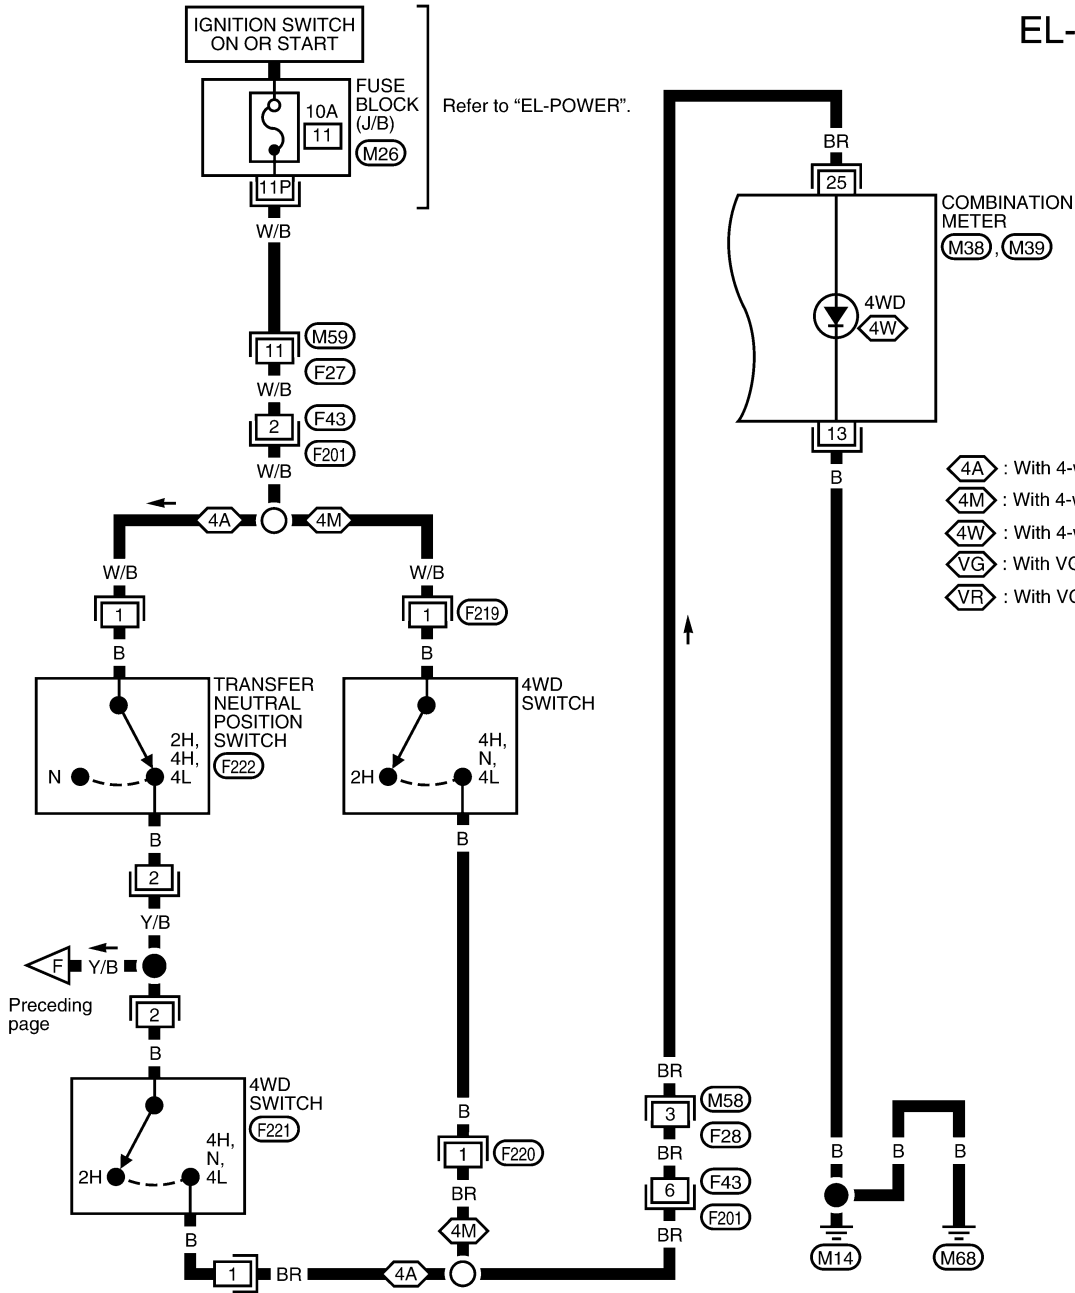 EL-
IGNITION SWITCH
ON OR START
FUSE
BLOCK
(J/B)
10A
11
M26
11P
Refer to “EL-POWER”.
W/B
11
M59
F27
W/B
2
F43
F201
W/B
4A
4M
W/B
W/B
1
1
F219
B
B
TRANSFER
NEUTRAL
POSITION
SWITCH
F222
2H,
4H,
4L
N
4WD
SWITCH
4H,
N,
4L
2H
B
B
2
Y/B
F
Y/B
Preceding
page
2
B
4WD
SWITCH
F221
4H,
N,
4L
2H
B
1
BR
4A
B
1
F220
BR
4M
BR
25
COMBINATION
METER
M38 , M39
4WD
4W
13
B
4A : With 4-
4M : With 4-
4W : With 4-
VG : With
VR : With
BR
3
M58
F28
BR
6
F43
F201
BR
B
B
B
M14
M68